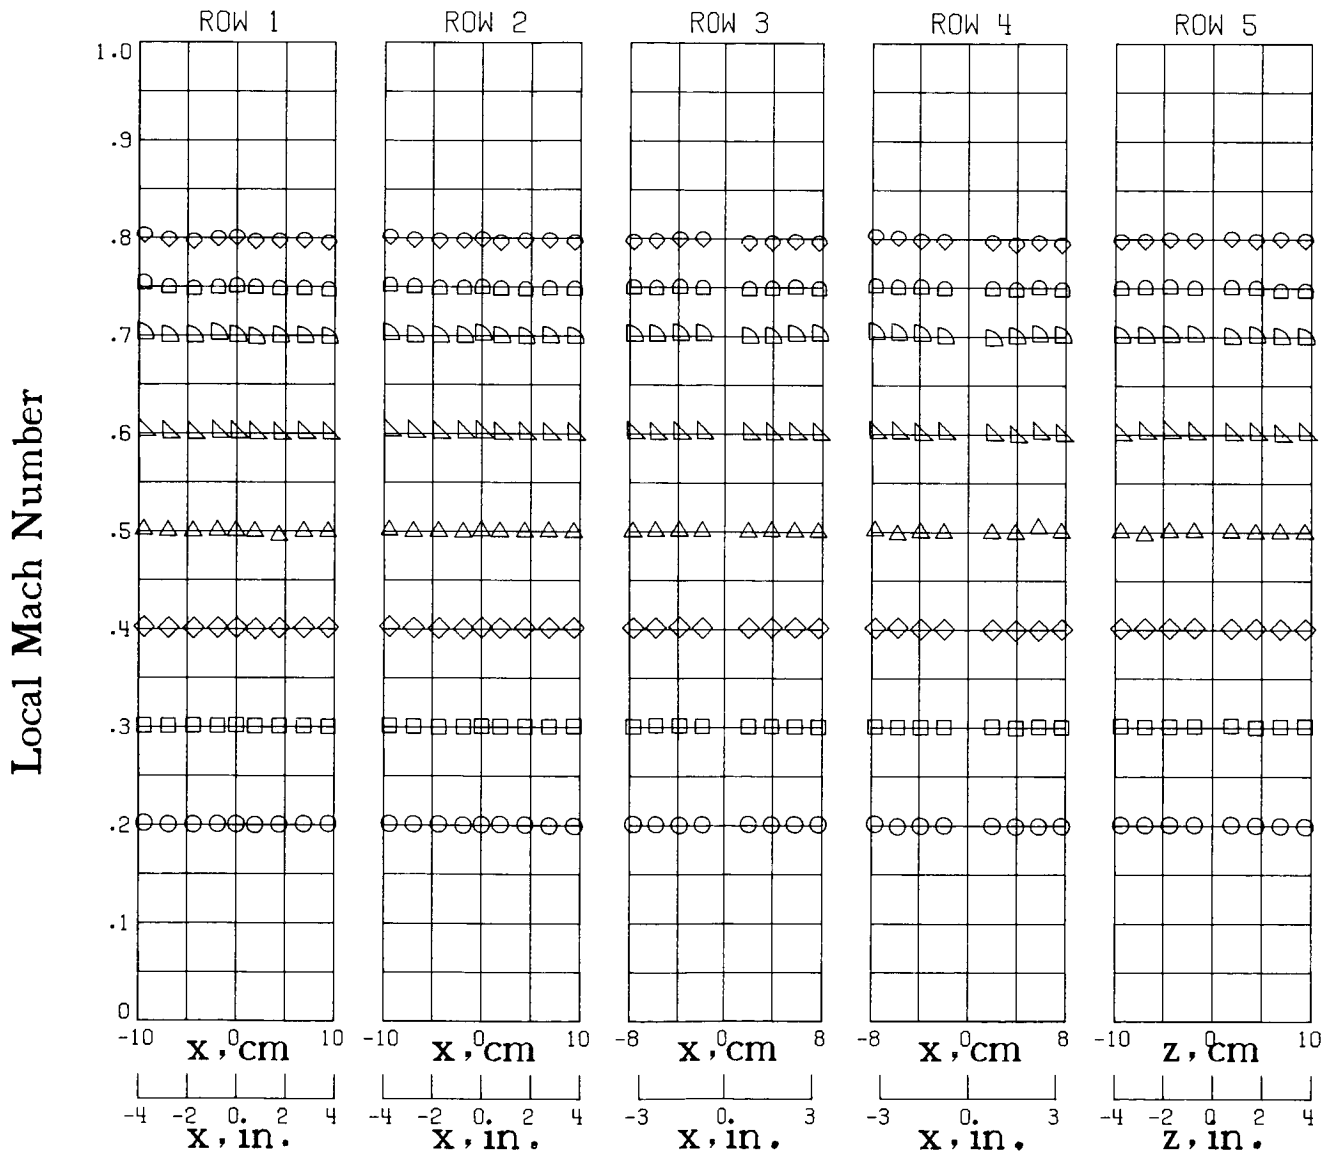 ROW 1 ROW 2 ROW 3 ROW 4 ROW 5
1.0
.9
.8
.7
.6
.5
.4
.3
.2
.1
0
Local Mach Number
-10 0 10 -10 0 10 -8 0 8 -8 0 8 -10 0 10
x, cm x, cm x, cm x, cm z, cm
-4 -2 0. 2 4 -4 -2 0. 2 4 -3 0. 3 -3 0. 3 -4 -2 0. 2 4
x, in. x, in. x, in. x, in. z, in.